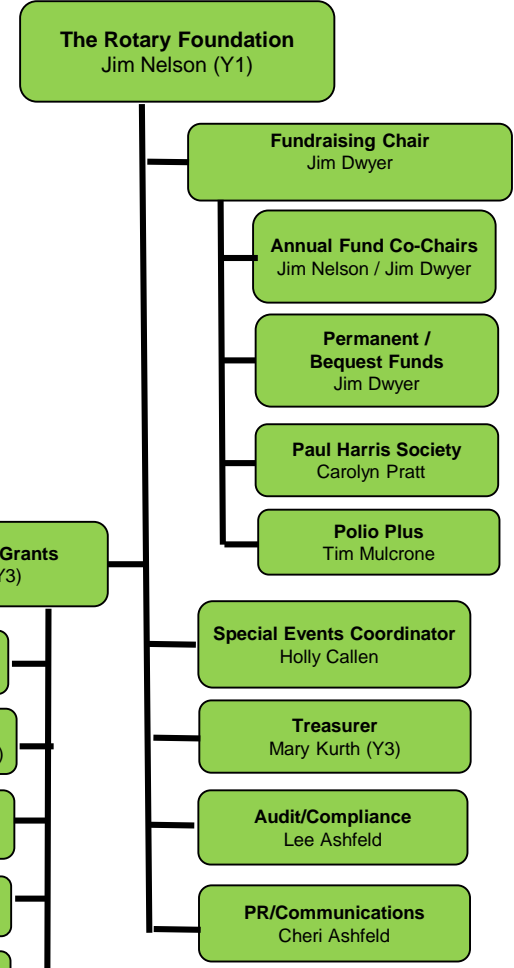 The Rotary Foundation
Jim Nelson (Y1)
Fundraising Chair
Jim Dwyer
Annual Fund Co-Chairs
Jim Nelson / Jim Dwyer
Permanent /
Bequest Funds
Jim Dwyer
Paul Harris Society
Carolyn Pratt
Polio Plus
Tim Mulcrone
Grants
Y3)
)
Special Events Coordinator
Holly Callen
Treasurer
Mary Kurth (Y3)
Audit/Compliance
Lee Ashfeld
PR/Communications
Cheri Ashfeld